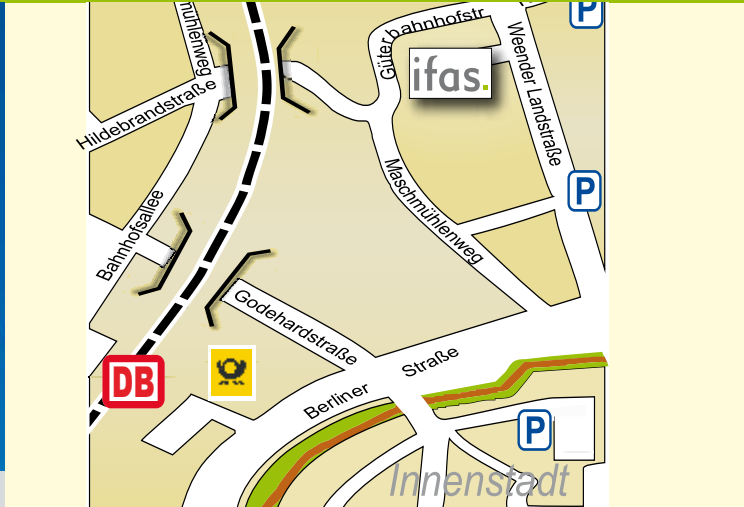 P
mühlenweg
Güterbahnhofstr
Weender Landstraße
ifas.
Hildebrandstraße
Maschmühlenweg
P
Bahnhofsallee
Godehardstraße
DB
Berliner Straße
P
Innenstadt